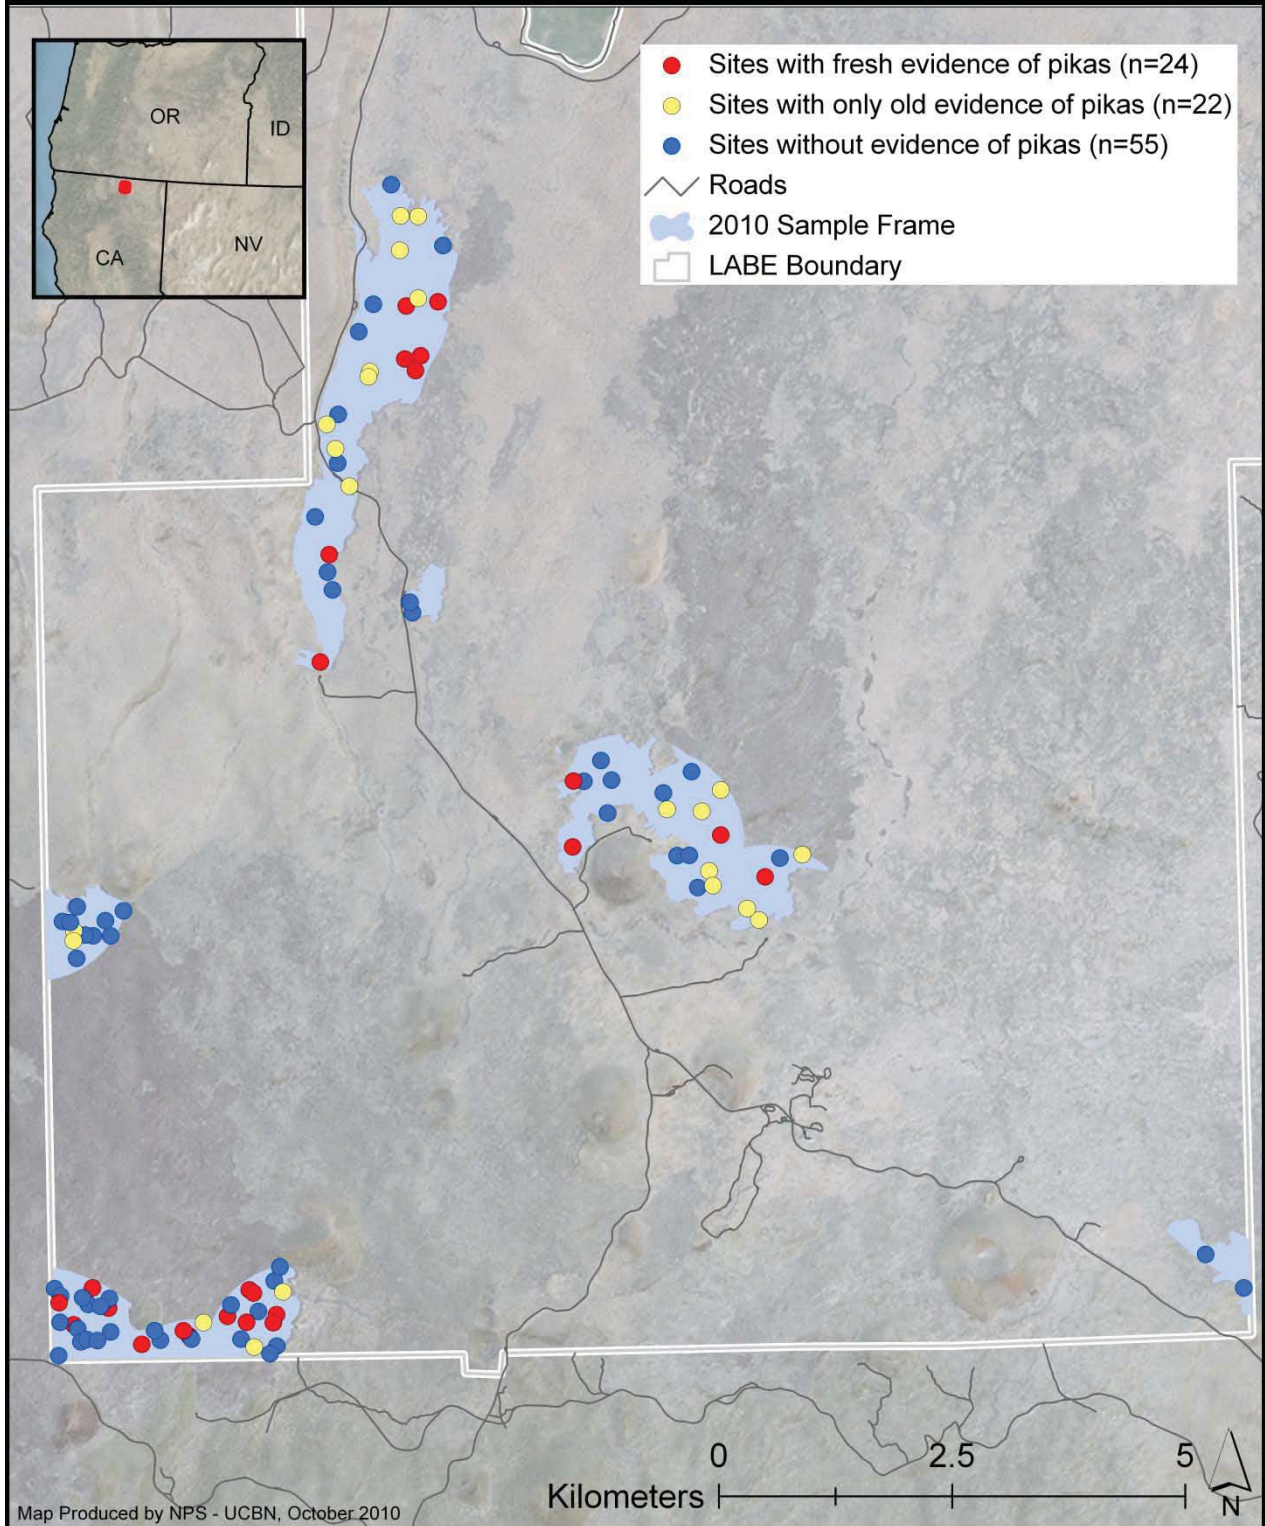 OR
ID
CA
NV
Sites with fresh evidence of pikas (n=24)
Sites with only old evidence of pikas (n=22)
Sites without evidence of pikas (n=55)
Roads
2010 Sample Frame
LABE Boundary
0 2.5 5
Kilometers
N
Map Produced by NPS - UCBN, October 2010